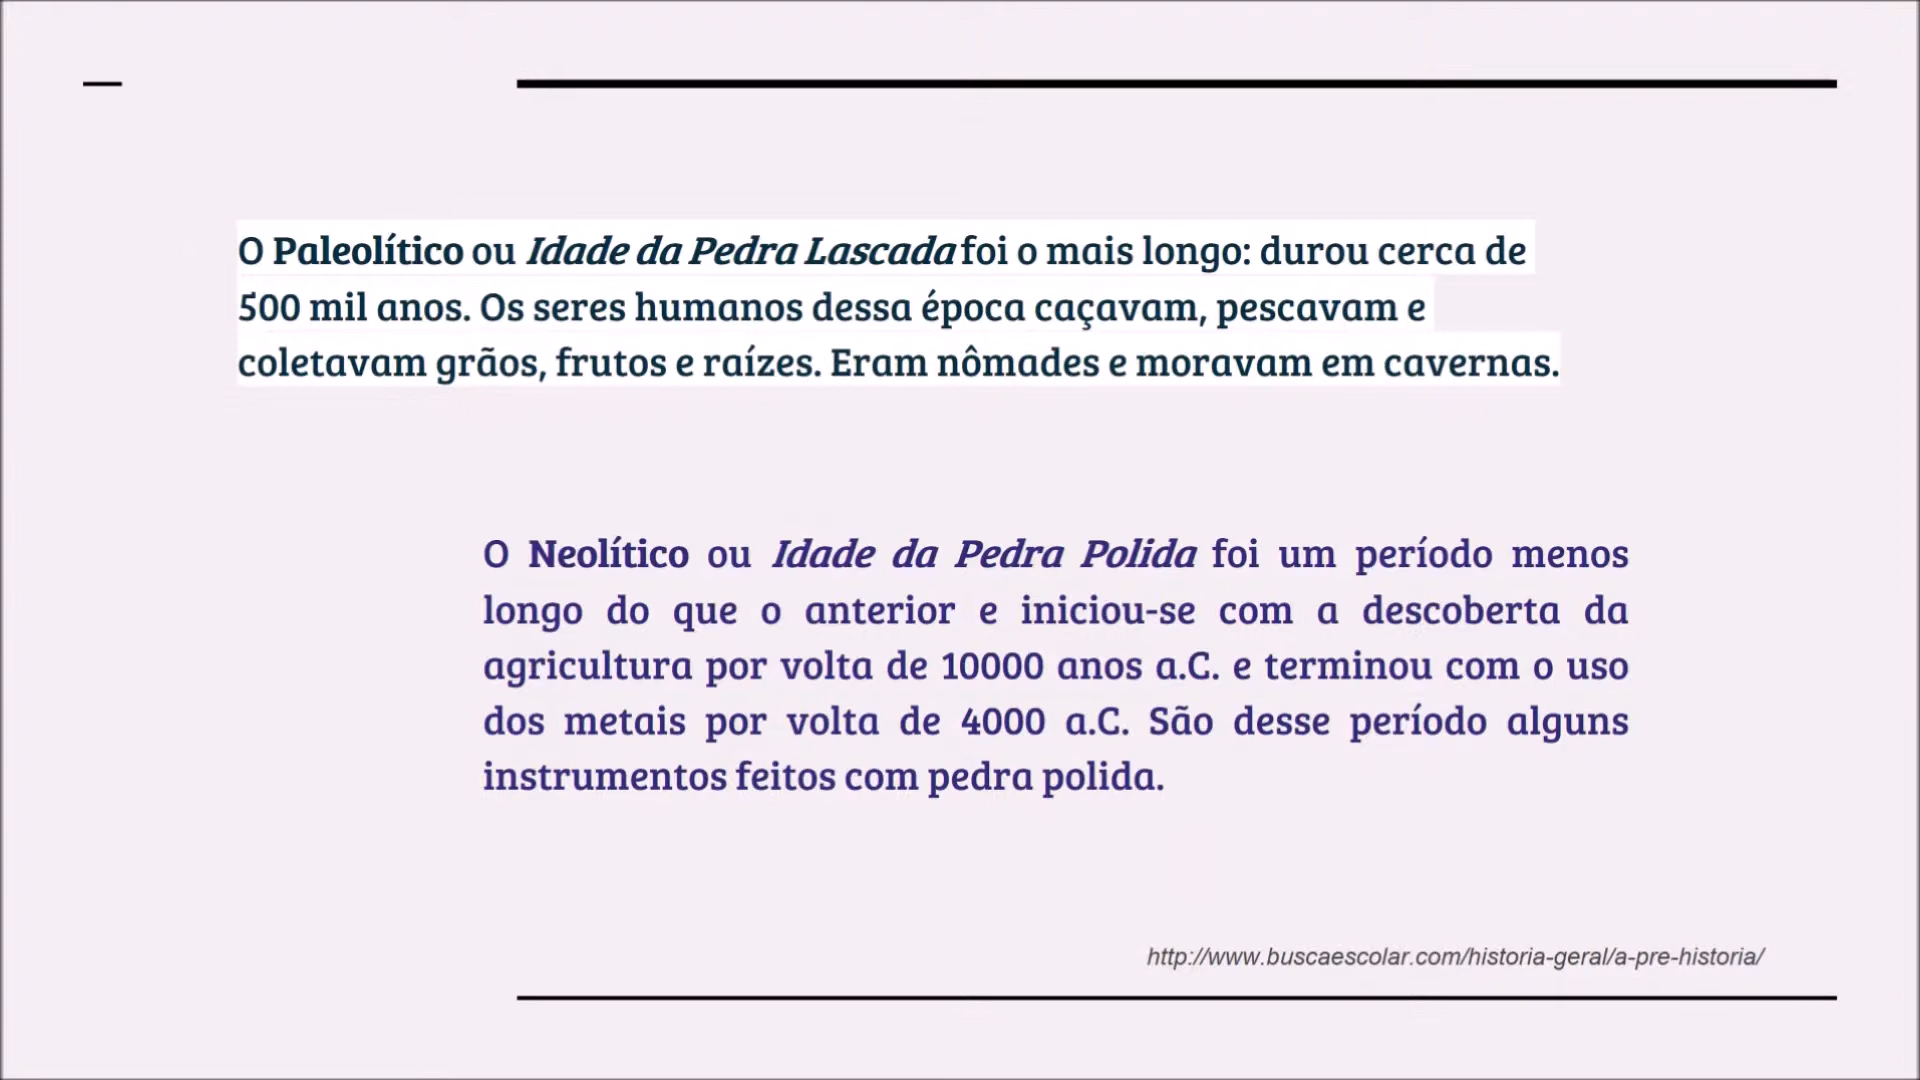 O Paleolítico ou Idade da Pedra Lascada foi o mais longo: durou cerca de
500 mil anos. Os seres humanos dessa época caçavam, pescavam e
coletavam grãos, frutos e raízes. Eram nômades e moravam em cavernas.
O Neolítico ou Idade da Pedra Polida foi um período menos
longo do que o anterior e iniciou-se com a descoberta da
agricultura por volta de 10000 anos a.C. e terminou com o uso
dos metais por volta de 4000 a.C. São desse período alguns
instrumentos feitos com pedra polida.
http://www.buscaescolar.com/historia-geral/a-pre-historia/